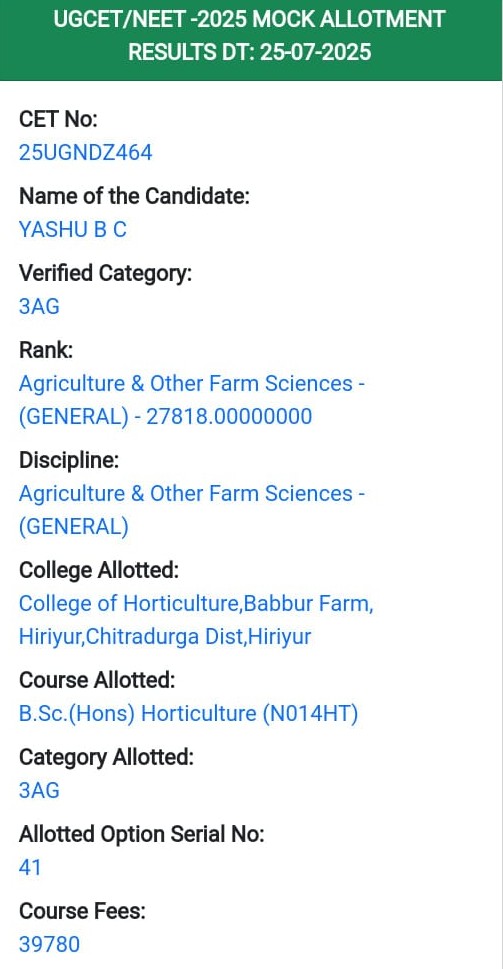 UGCET/NEET -2025 MOCK ALLOTMENT
RESULTS DT: 25-07-2025
CET No:
25UGNDZ464
Name of the Candidate:
YASHU B C
Verified Category:
3AG
Rank:
Agriculture & Other Farm Sciences -
(GENERAL) - 27818.00000000
Discipline:
Agriculture & Other Farm Sciences -
(GENERAL)
College Allotted:
College of Horticulture,Babbur Farm,
Hiriyur,Chitradurga Dist,Hiriyur
Course Allotted:
B.Sc.(Hons) Horticulture (N014HT)
Category Allotted:
3AG
Allotted Option Serial No:
41
Course Fees:
39780